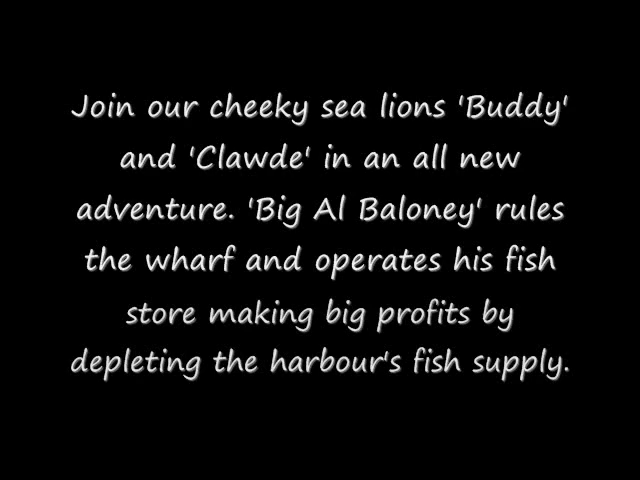 Join our cheeky sea lions 'Buddy'
and 'Clawde' in an all new
adventure. 'Big Al Baloney' rules
the wharf and operates his fish
store making big profits by
depleting the harbour's fish supply.